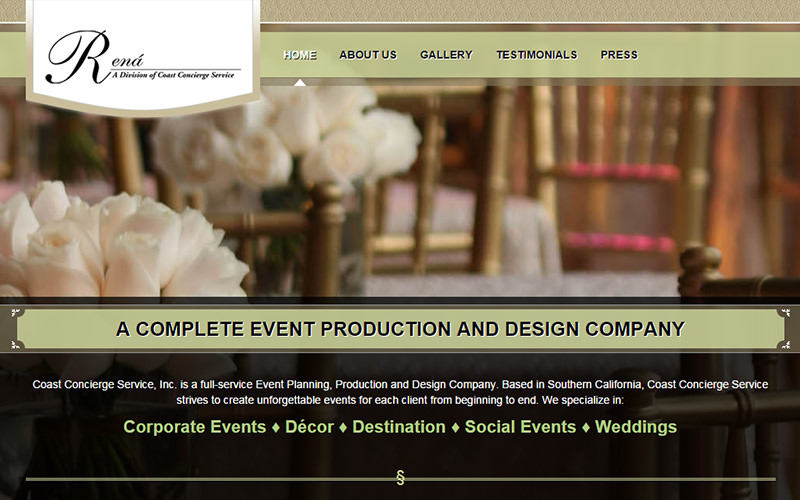 Rená
A Division of Coast Concierge Service
HOME ABOUT US GALLERY TESTIMONIALS PRESS
A COMPLETE EVENT PRODUCTION AND DESIGN COMPANY
Coast Concierge Service, Inc. is a full-service Event Planning, Production and Design Company. Based in Southern California, Coast Concierge Service
strives to create unforgettable events for each client from beginning to end. We specialize in:
Corporate Events ♦ Décor ♦ Destination ♦ Social Events ♦ Weddings
§